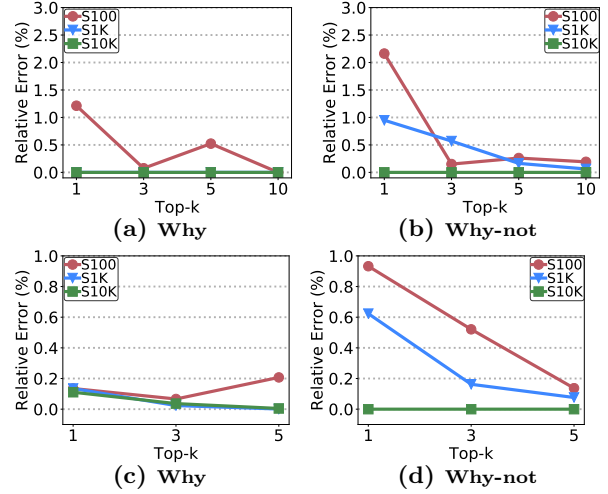 3.0
2.5
2.0
1.5
1.0
0.5
0.0
Relative Error (%)
S100
S1K
S10K
1 3 5 10
Top-k
(a) Why
3.0
2.5
2.0
1.5
1.0
0.5
0.0
Relative Error (%)
S100
S1K
S10K
1 3 5 10
Top-k
(b) Why-not
1.0
0.8
0.6
0.4
0.2
0.0
Relative Error (%)
S100
S1K
S10K
1 3 5
Top-k
(c) Why
1.0
0.8
0.6
0.4
0.2
0.0
Relative Error (%)
S100
S1K
S10K
1 3 5
Top-k
(d) Why-not